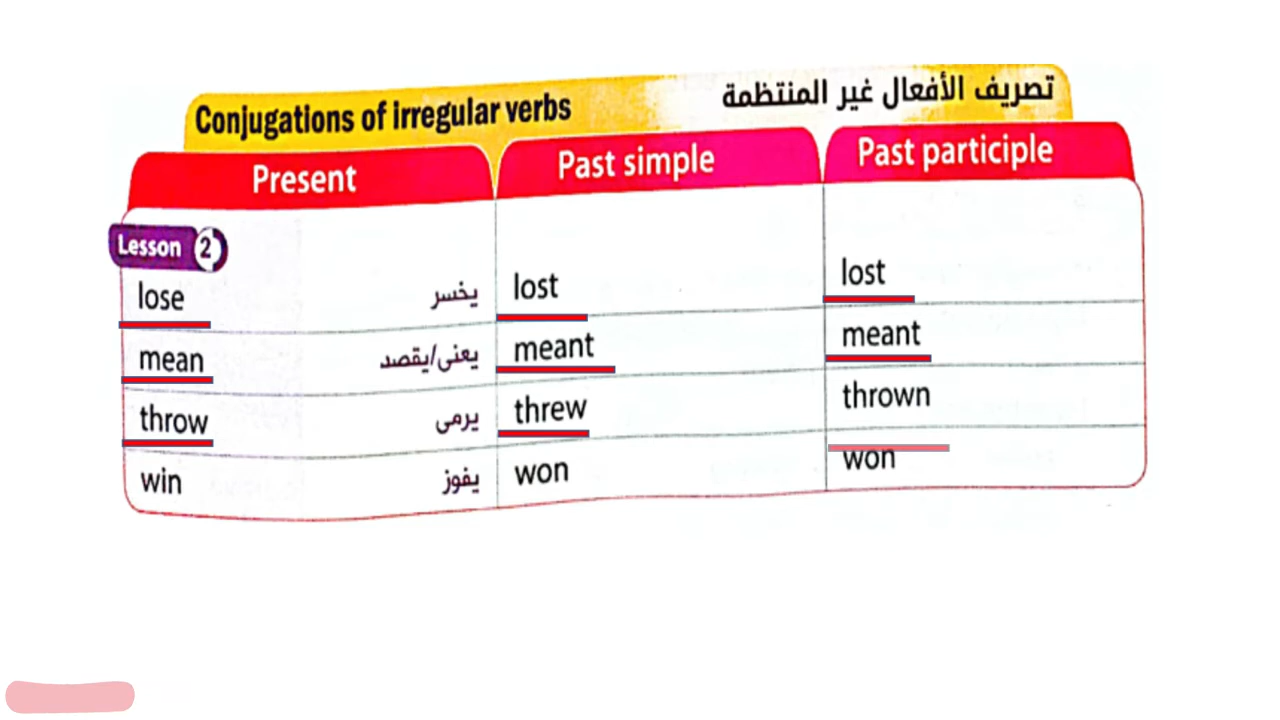 Conjugations of irregular verbs تصريف الأفعال غير المنتظمة
Present Past simple Past participle
Lesson 2
lose يخسر lost lost
mean يعنى/يقصد meant meant
throw يرمى threw thrown
win يفوز won won